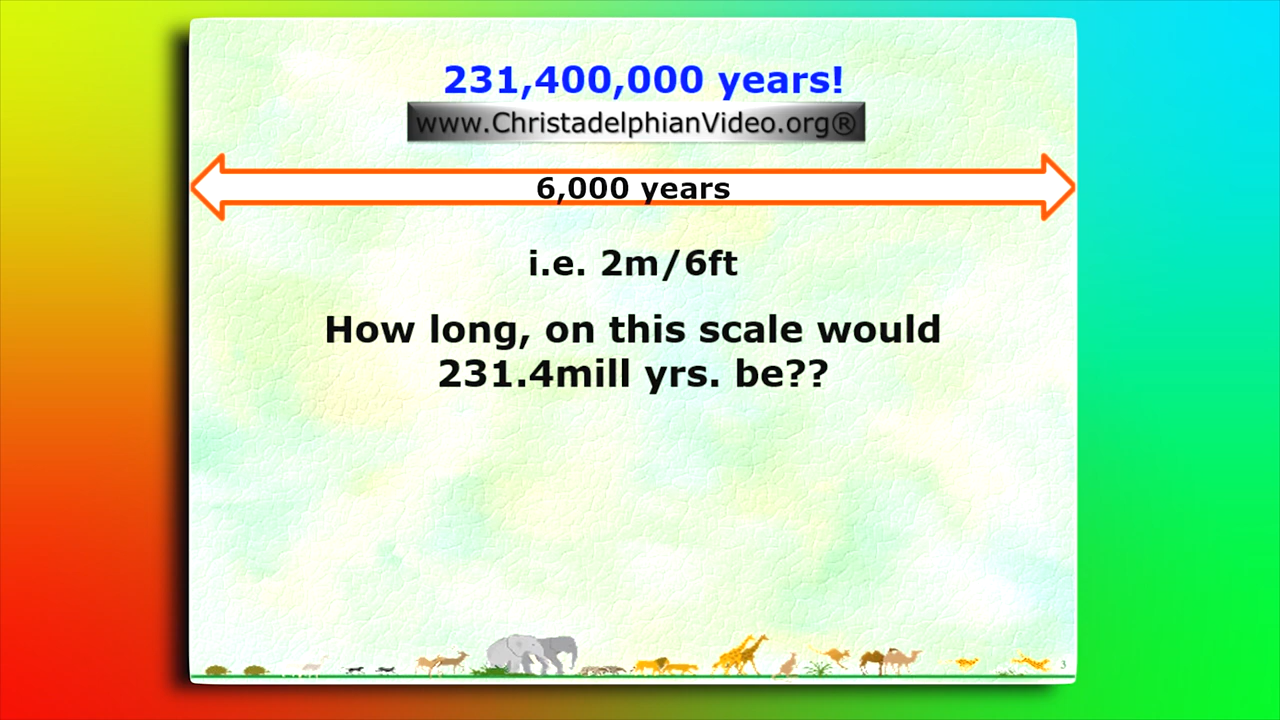 231,400,000 years!
www.ChristadelphianVideo.org®
6,000 years
i.e. 2m/6ft
How long, on this scale would
231.4mill yrs. be??
3